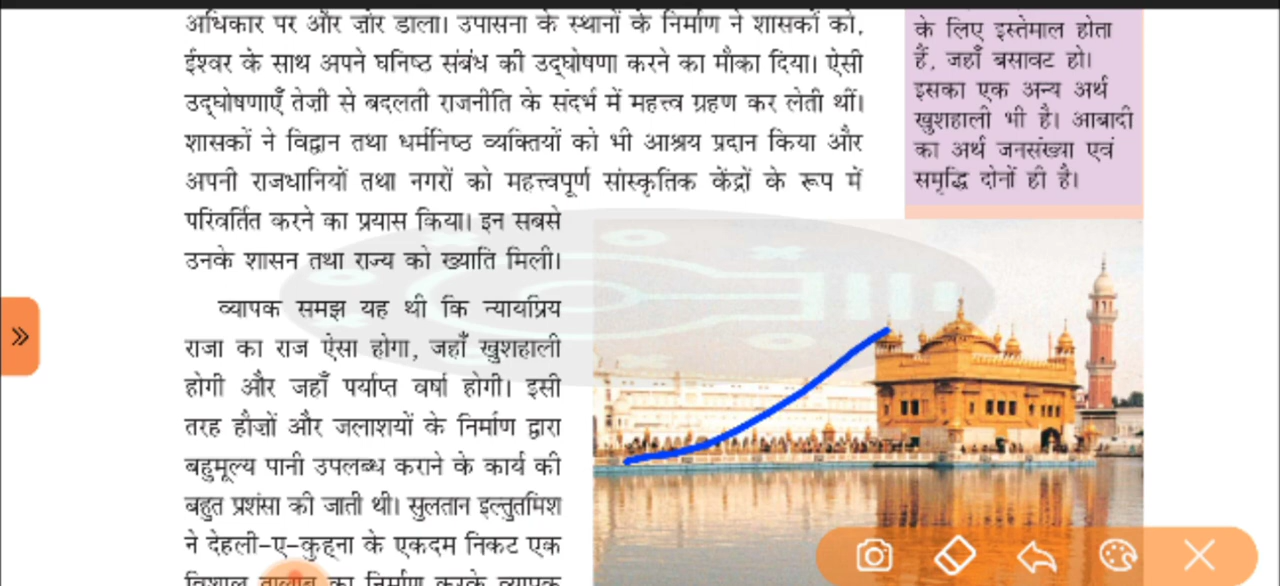 अधिकार पर और ज़ोर डाला। उपासना के स्थानों के निर्माण ने शासकों को,
ईश्वर के साथ अपने घनिष्ठ संबंध की उद्घोषणा करने का मौका दिया। ऐसी
उद्घोषणाएँ तेज़ी से बदलती राजनीति के संदर्भ में महत्त्व ग्रहण कर लेती थीं।
शासकों ने विद्वान तथा धर्मनिष्ठ व्यक्तियों को भी आश्रय प्रदान किया और
अपनी राजधानियों तथा नगरों को महत्त्वपूर्ण सांस्कृतिक केंद्रों के रूप में
परिवर्तित करने का प्रयास किया। इन सबसे
उनके शासन तथा राज्य को ख्याति मिली।
व्यापक समझ यह थी कि न्यायप्रिय
राजा का राज ऐसा होगा, जहाँ खुशहाली
होगी और जहाँ पर्याप्त वर्षा होगी। इसी
तरह हौज़ों और जलाशयों के निर्माण द्वारा
बहुमूल्य पानी उपलब्ध कराने के कार्य की
बहुत प्रशंसा की जाती थी। सुलतान इल्तुतमिश
ने देहली-ए-कुह्ना के एकदम निकट एक
विशाल तालाब का निर्माण करके व्यापक
के लिए इस्तेमाल होता
हैं, जहाँ बसावट हो।
इसका एक अन्य अर्थ
खुशहाली भी है। आबादी
का अर्थ जनसंख्या एवं
समृद्धि दोनों ही है।